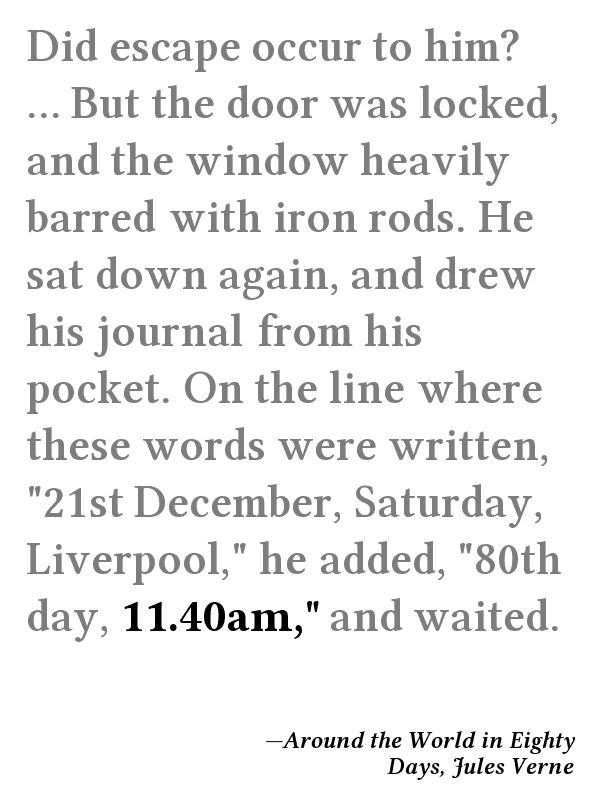 Did escape occur to him?
... But the door was locked,
and the window heavily
barred with iron rods. He
sat down again, and drew
his journal from his
pocket. On the line where
these words were written,
"21st December, Saturday,
Liverpool," he added, "80th
day, 11.40am," and waited.
—Around the World in Eighty
Days, Jules Verne